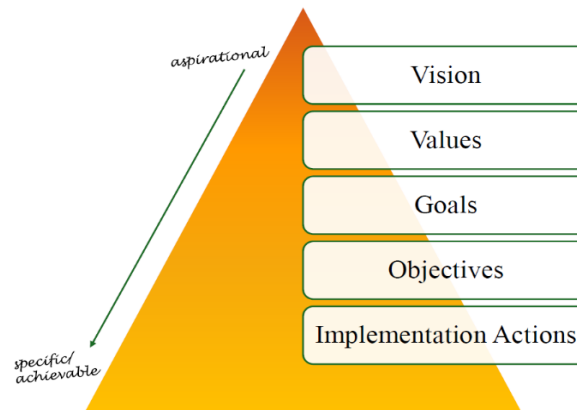 aspirational
Vision
Values
Goals
Objectives
Implementation Actions
specific/
achievable